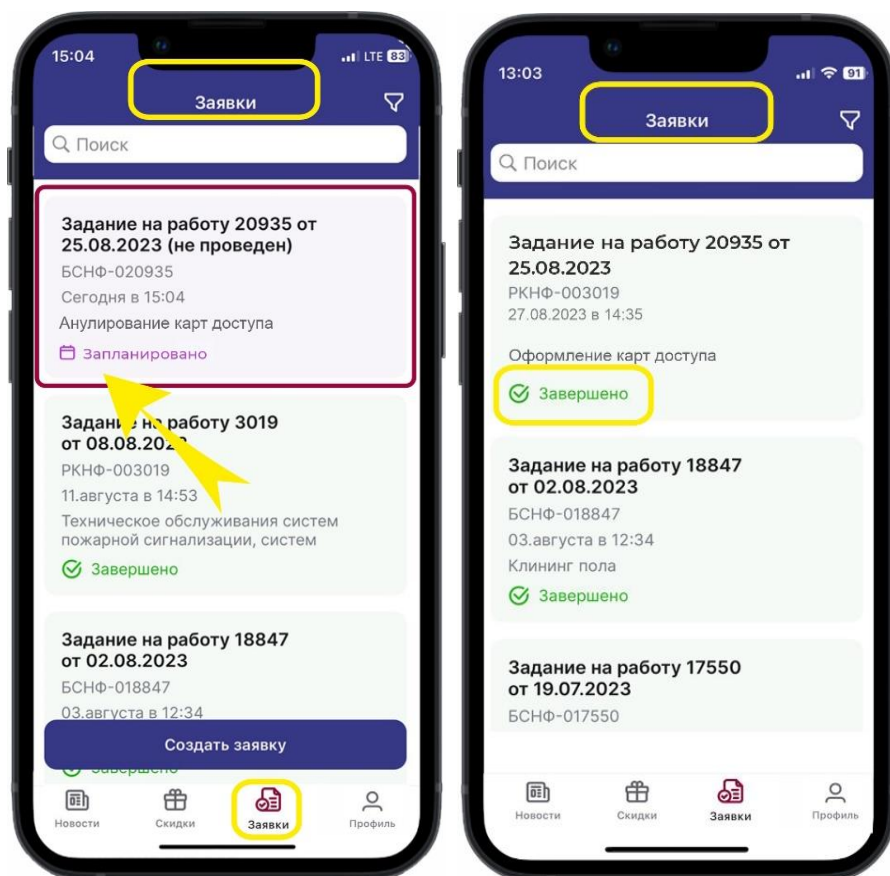 15:04
LTE 83
Заявки
Поиск
Задание на работу 20935 от
25.08.2023 (не проведен)
БСНФ-020935
Сегодня в 15:04
Анулирование карт доступа
Запланировано
Задание на работу 3019
от 08.08.2023
РКНФ-003019
11.августа в 14:53
Техническое обслуживания систем
пожарной сигнализации, систем
Завершено
Задание на работу 18847
от 02.08.2023
БСНФ-018847
03.августа в 12:34
Создать заявку
Завершено
Новости
Скидки
Заявки
Профиль
13:03
91
Заявки
Поиск
Задание на работу 20935 от
25.08.2023
РКНФ-003019
27.08.2023 в 14:35
Оформление карт доступа
Завершено
Задание на работу 18847
от 02.08.2023
БСНФ-018847
03.августа в 12:34
Клининг пола
Завершено
Задание на работу 17550
от 19.07.2023
БСНФ-017550
Новости
Скидки
Заявки
Профиль